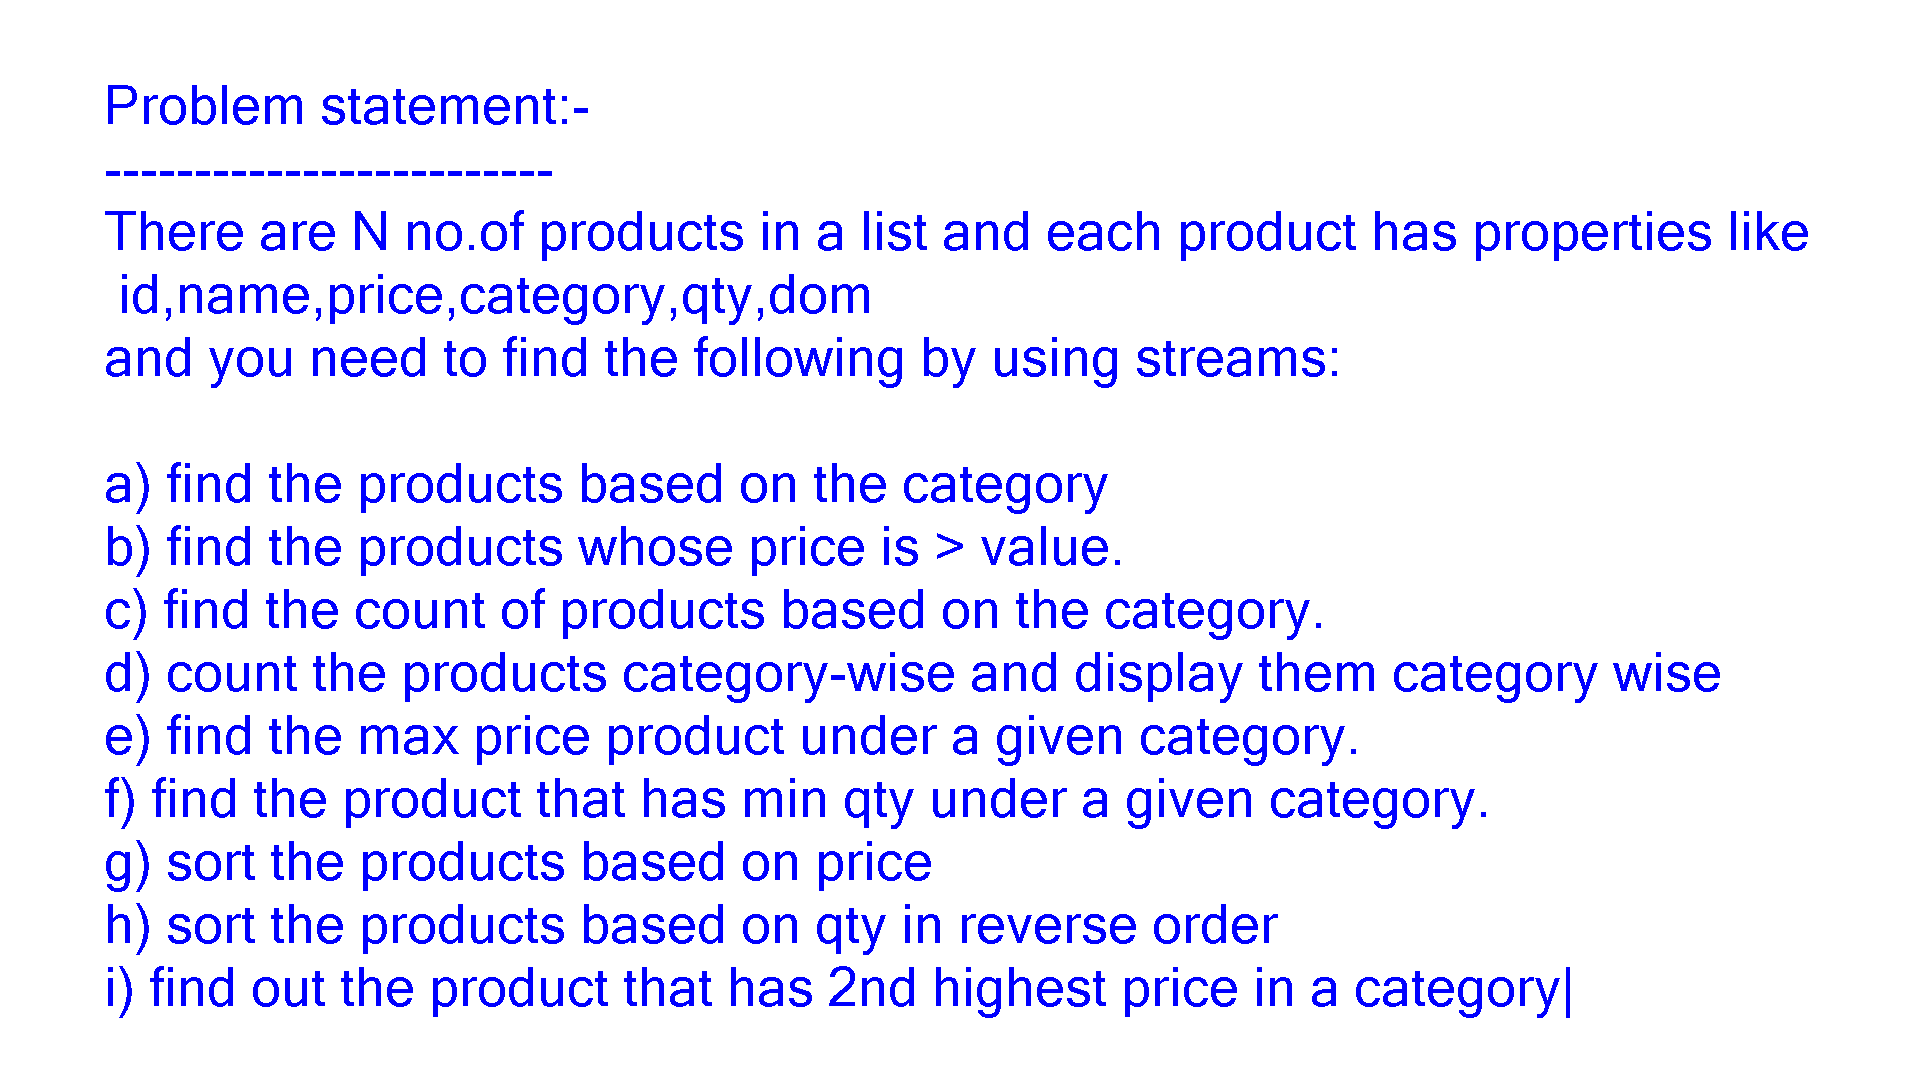 Problem statement:-
-------------------------
There are N no.of products in a list and each product has properties like
id,name,price,category,qty,dom
and you need to find the following by using streams:
a) find the products based on the category
b) find the products whose price is > value.
c) find the count of products based on the category.
d) count the products category-wise and display them category wise
e) find the max price product under a given category.
f) find the product that has min qty under a given category.
g) sort the products based on price
h) sort the products based on qty in reverse order
i) find out the product that has 2nd highest price in a category